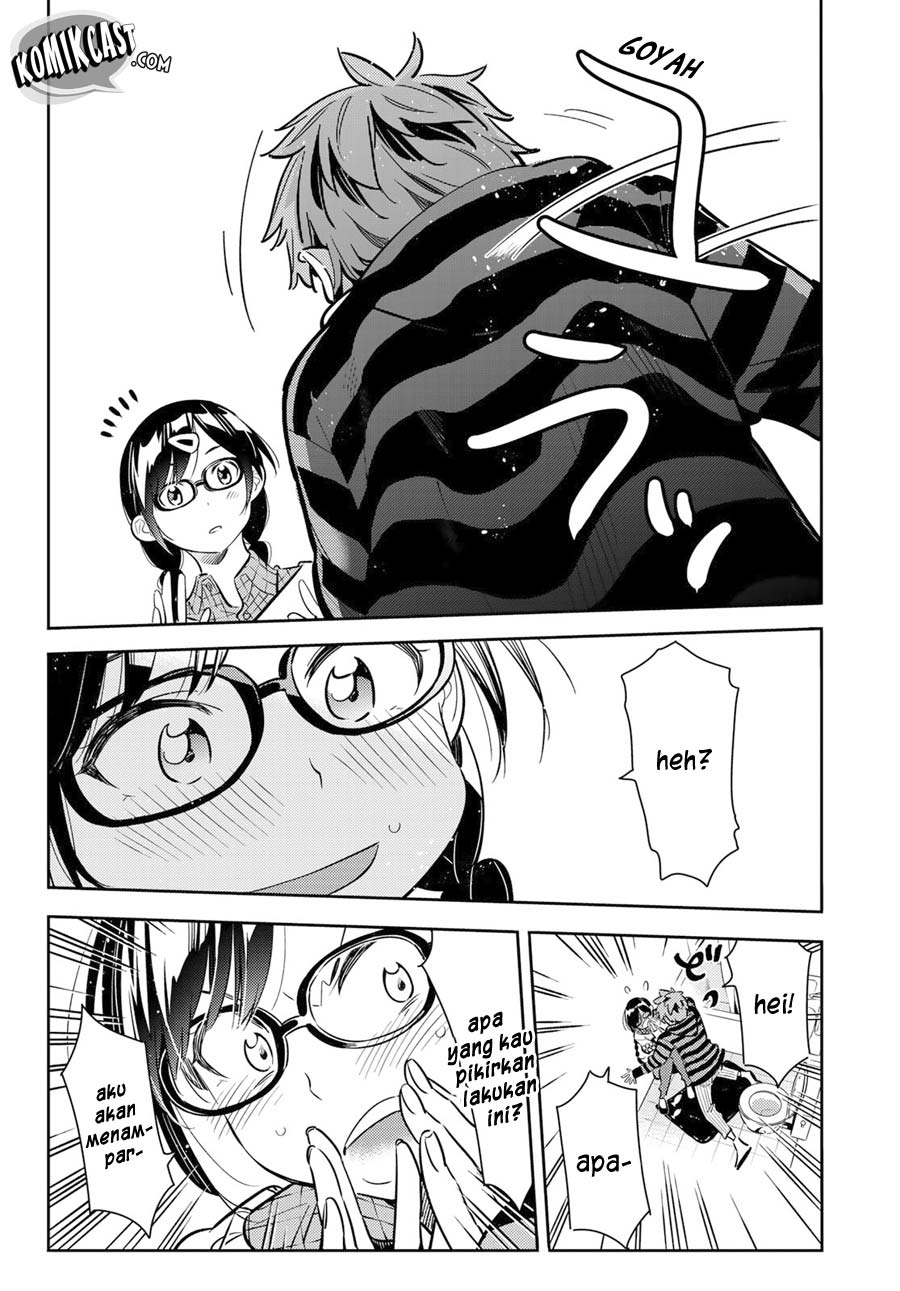 KOMIKCAST
.COM
GOYAH
heh?
hei!
apa-
apa
yang kau
pikirkan
lakukan
ini?
aku
akan
menam-
par-